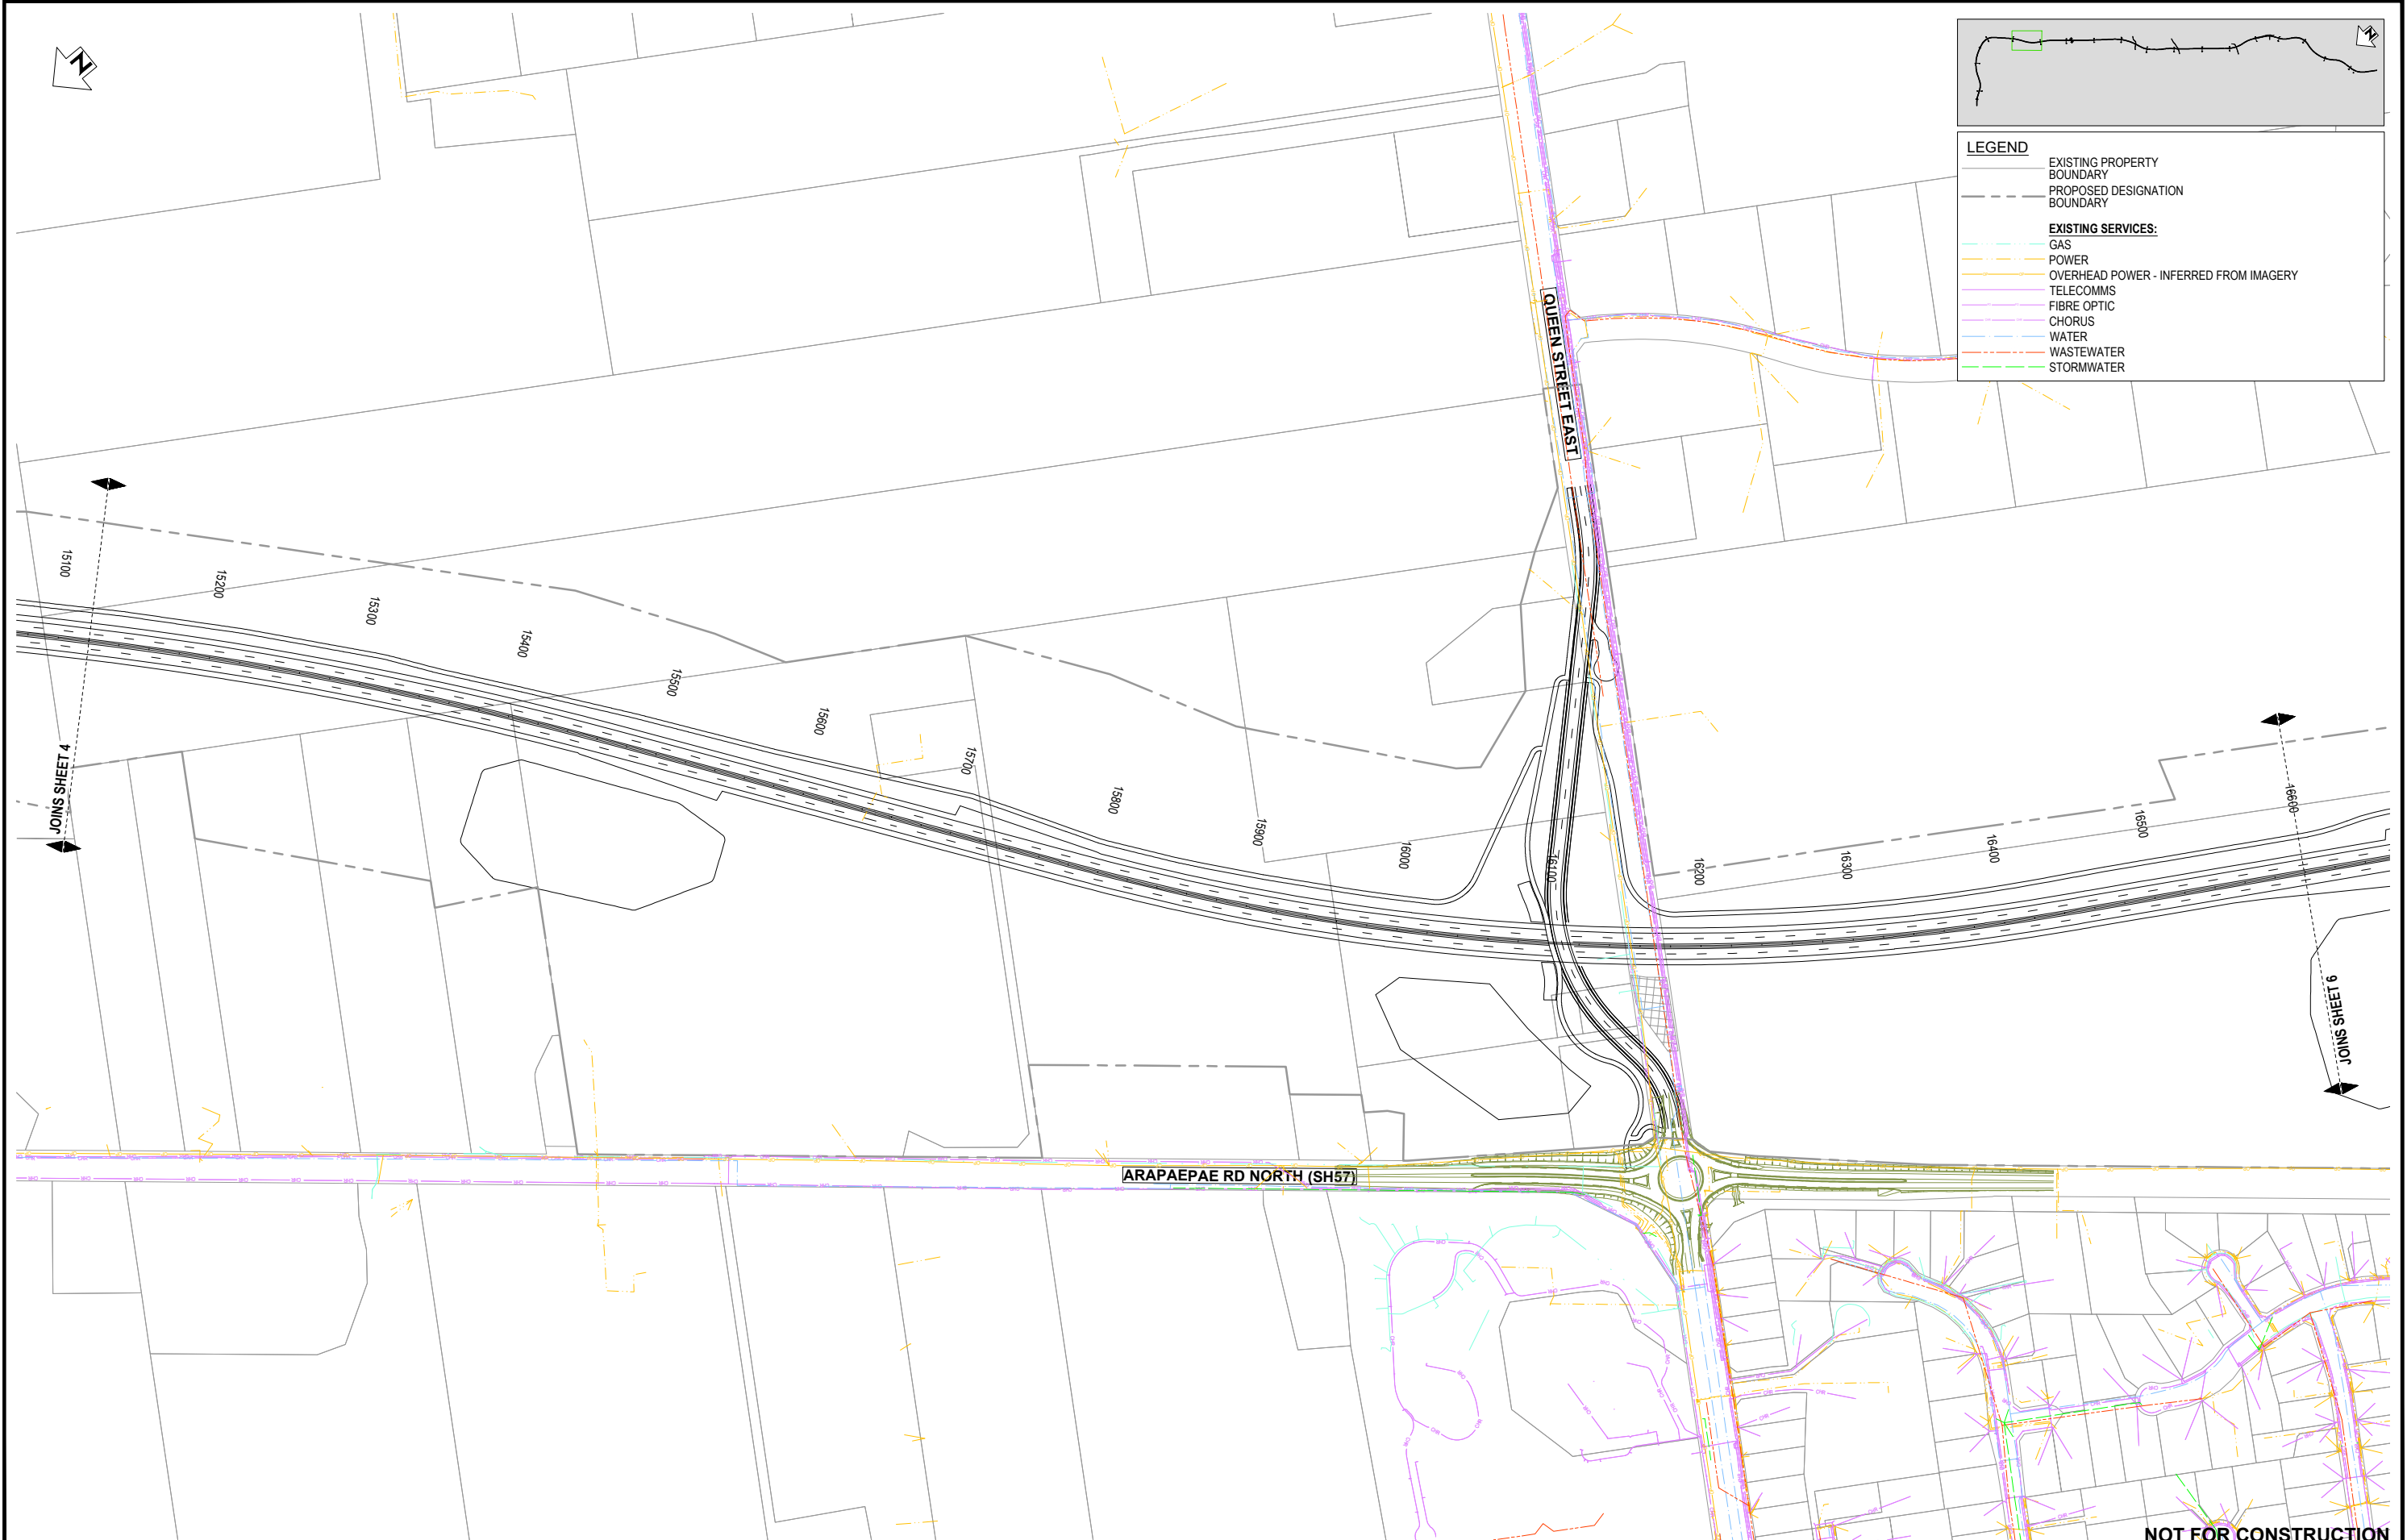 N
N
LEGEND
EXISTING PROPERTY
BOUNDARY
PROPOSED DESIGNATION
BOUNDARY
EXISTING SERVICES:
GAS
POWER
OVERHEAD POWER - INFERRED FROM IMAGERY
TELECOMMS
FIBRE OPTIC
CHORUS
WATER
WASTEWATER
STORMWATER
QUEEN STREET EAST
15100
15200
15300
15400
15500
15600
15700
15800
15900
16000
16100
16200
16300
16400
16500
16600
JOINS SHEET 4
JOINS SHEET 6
ARAPAEPAE RD NORTH (SH57)
NOT FOR CONSTRUCTION